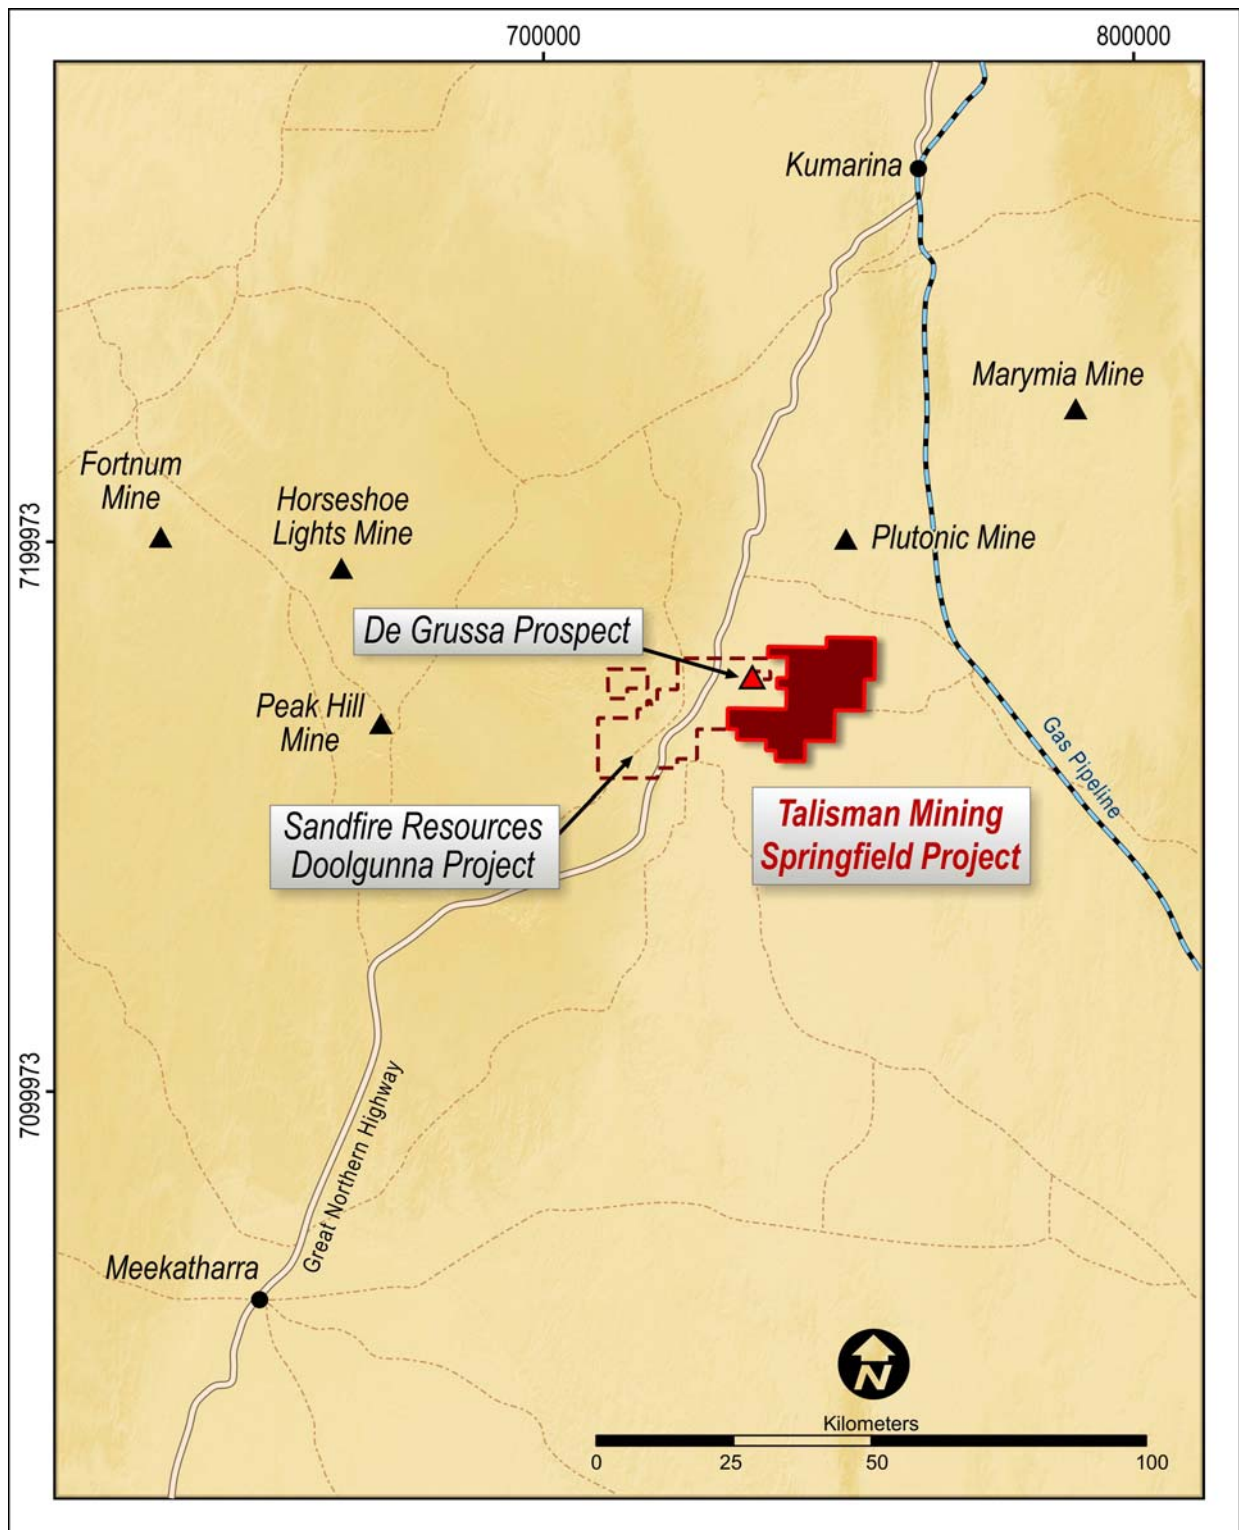 700000
800000
Kumarina
Marymia Mine
Fortnum
Mine
Horseshoe
Lights Mine
7199973
Plutonic Mine
De Grussa Prospect
Peak Hill
Mine
Gas Pipeline
Sandfire Resources
Doolgunna Project
Talisman Mining
Springfield Project
7099973
Great Northern Highway
Meekatharra
N
Kilometers
0 25 50 100